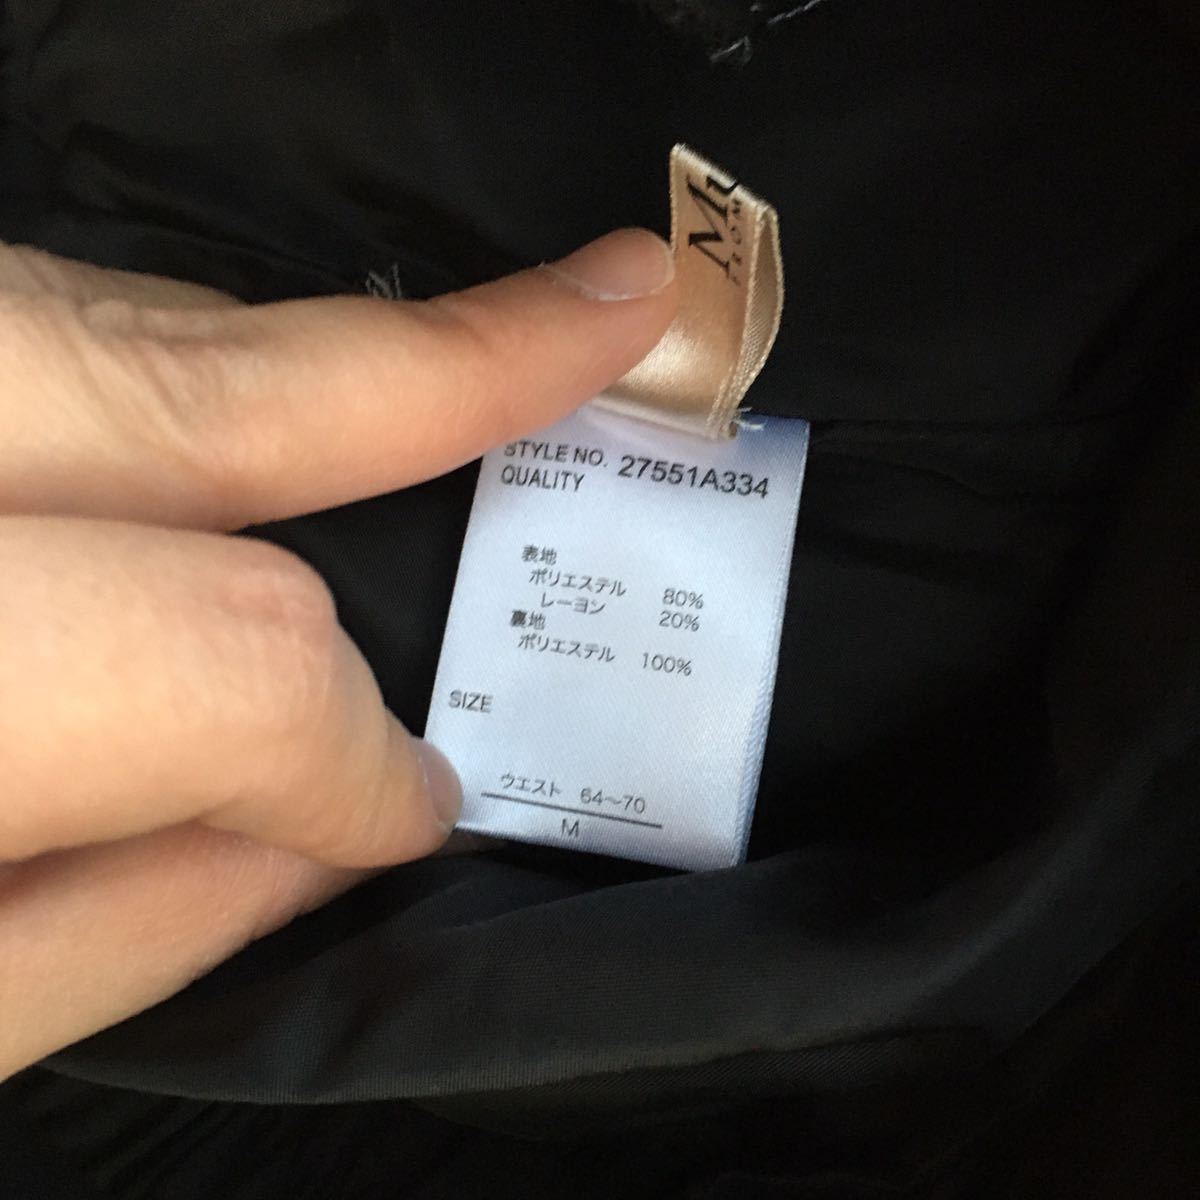 STYLE NO. 27551A334
QUALITY
表地
ポリエステル 80%
レーヨン 20%
裏地
ポリエステル 100%
SIZE
ウエスト 64～70
M